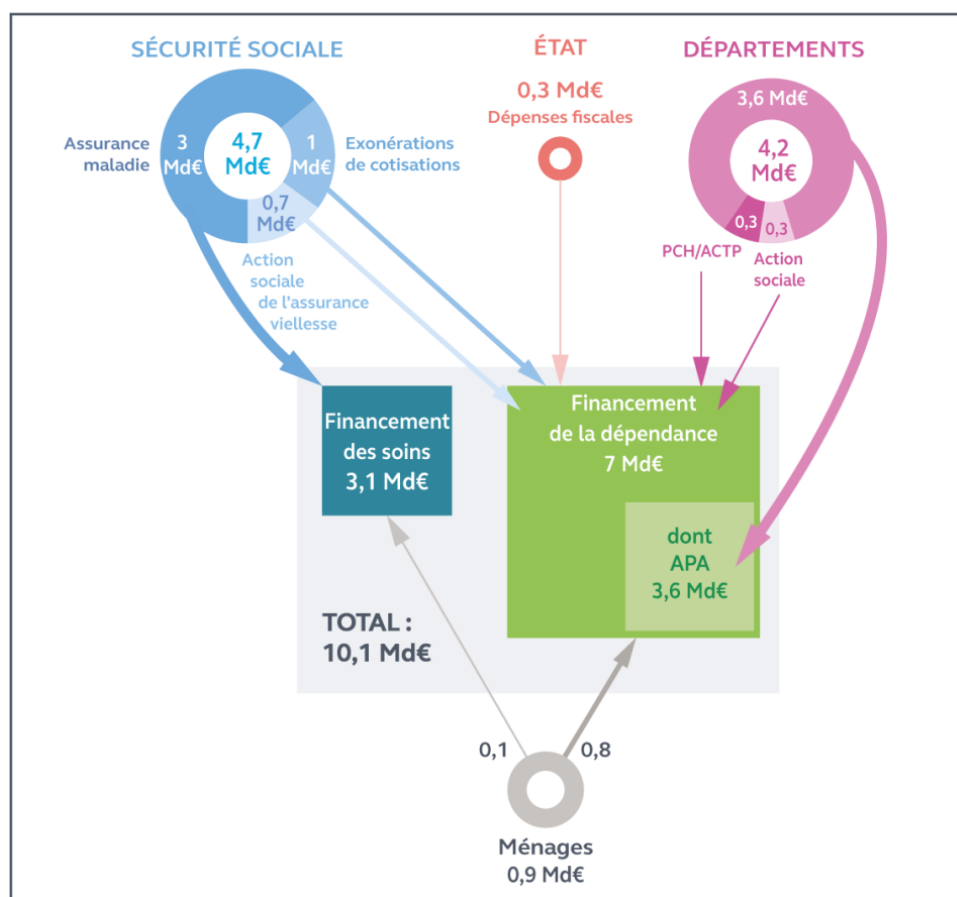 SÉCURITÉ SOCIALE
Assurance
maladie
3
Md€
4,7
Md€
1
Md€
0,7
Md€
Exonérations
de cotisations
Action
sociale
de l'assurance
viellesse
ÉTAT
0,3 Md€
Dépenses fiscales
DÉPARTEMENTS
3,6 Md€
4,2
Md€
0,3
0,3
PCH/ACTP
Action
sociale
Financement
des soins
3,1 Md€
Financement
de la dépendance
7 Md€
dont
APA
3,6 Md€
TOTAL :
10,1 Md€
0,1
0,8
Ménages
0,9 Md€